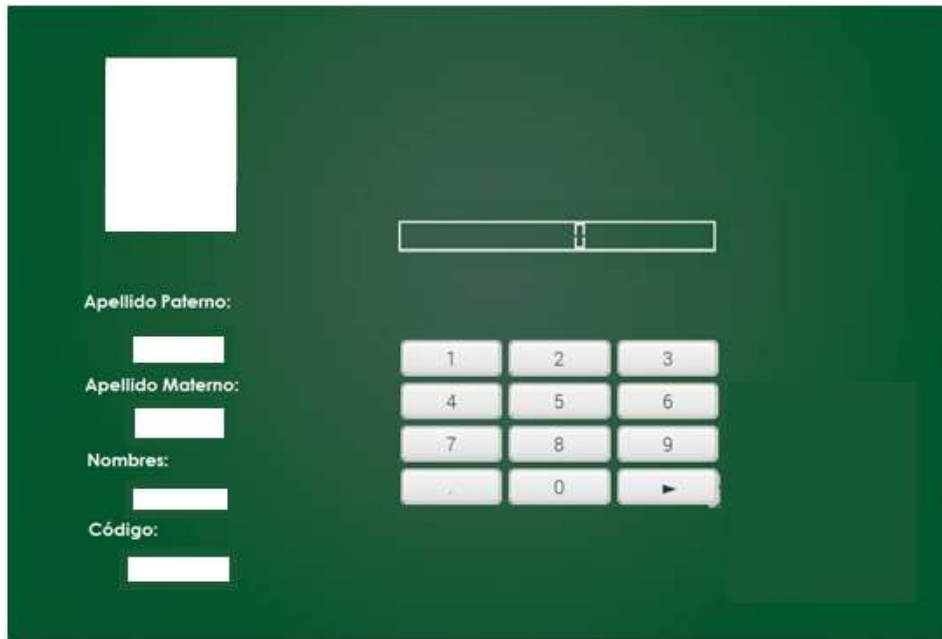 Apellido Paterno:
Apellido Materno:
Nombres:
Código:
1 2 3
4 5 6
7 8 9
. 0 ►